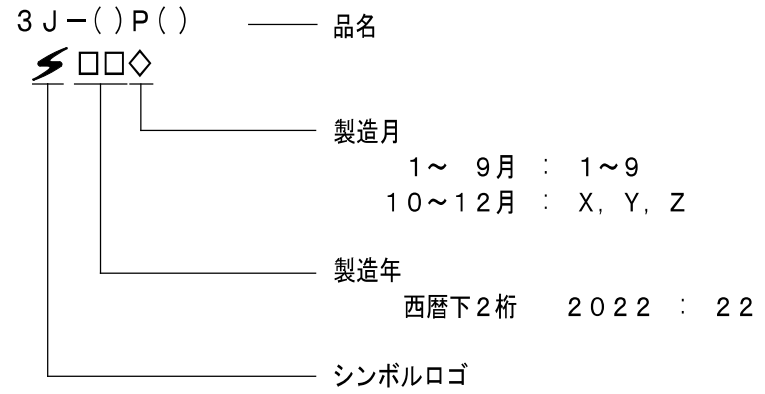 3J-( )P( ) 品名
□□◇
製造月
1~ 9月 : 1~9
10~12月 : X, Y, Z
製造年
西暦下2桁 2022 : 22
シンボルロゴ